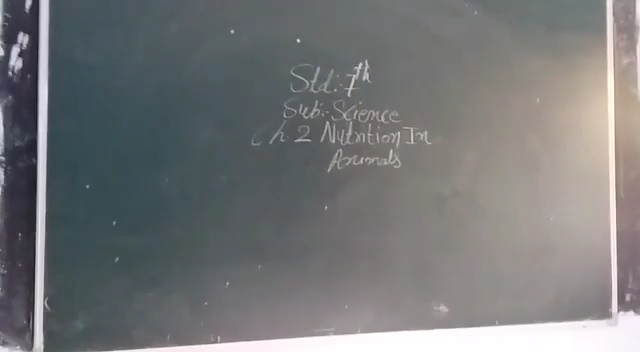 Std:- 7th
Sub:- Science
Ch 2 Nutrition In
Animals